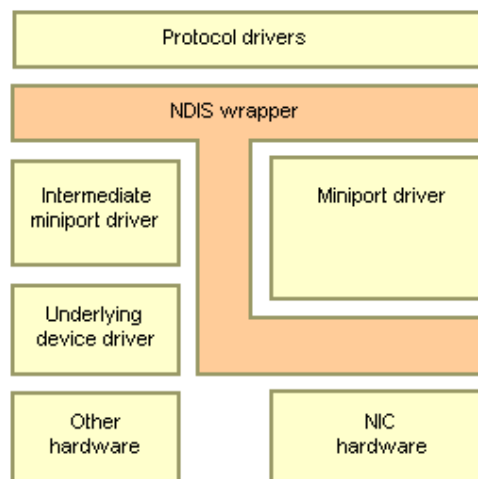 Protocol drivers
NDIS wrapper
Intermediate
miniport driver
Miniport driver
Underlying
device driver
Other
hardware
NIC
hardware